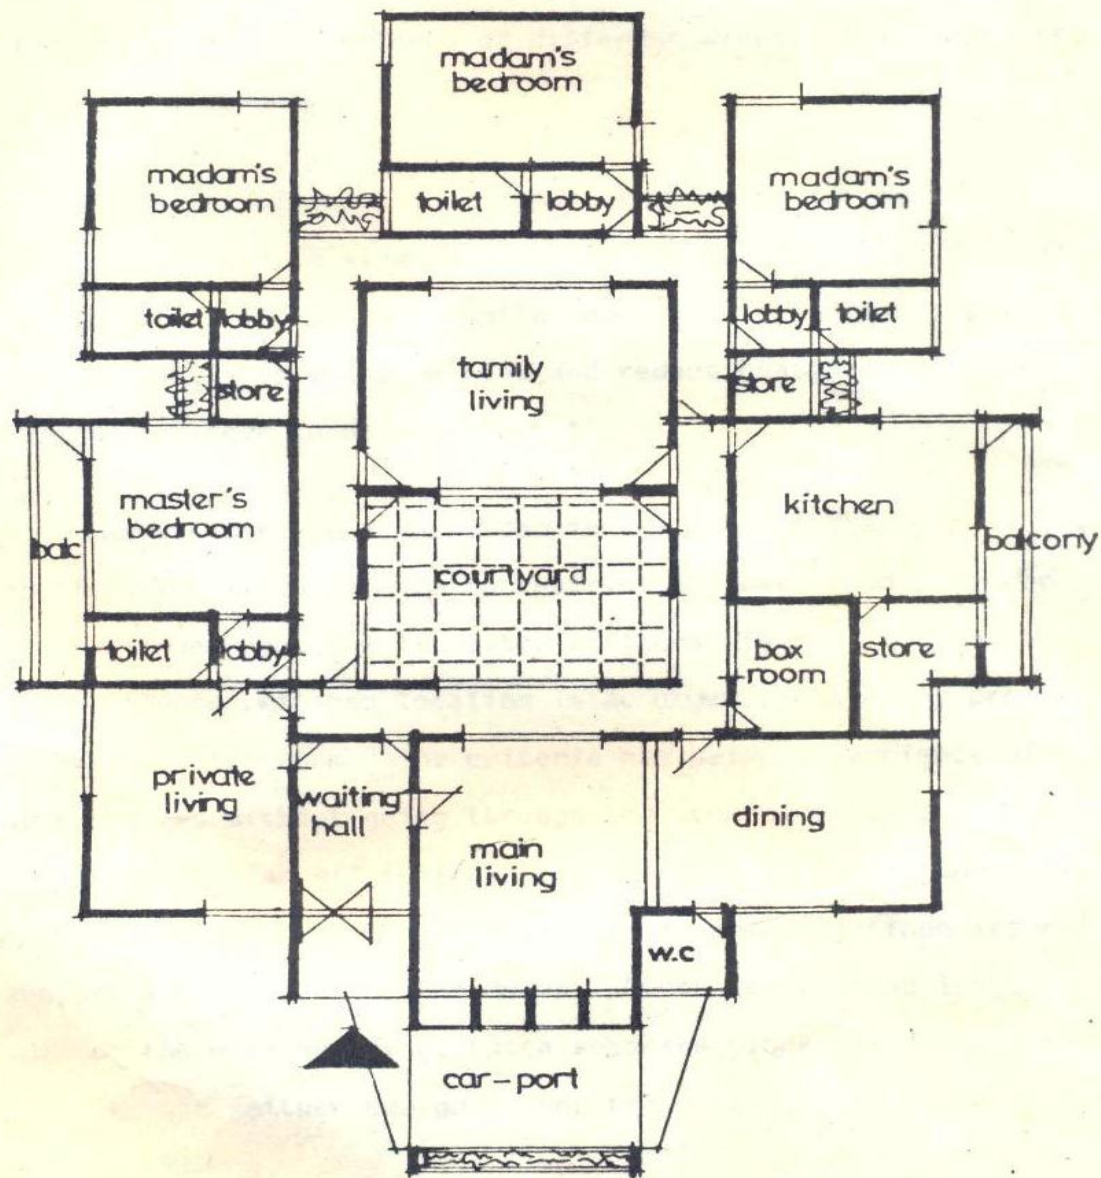 madam's
bedroom
madam's
bedroom
madam's
bedroom
toilet
lobby
toilet
lobby
lobby
toilet
store
family
living
store
master's
bedroom
kitchen
balc
courtyard
balcony
toilet
lobby
box
room
store
private
living
waiting
hall
main
living
dining
w.c
car-port